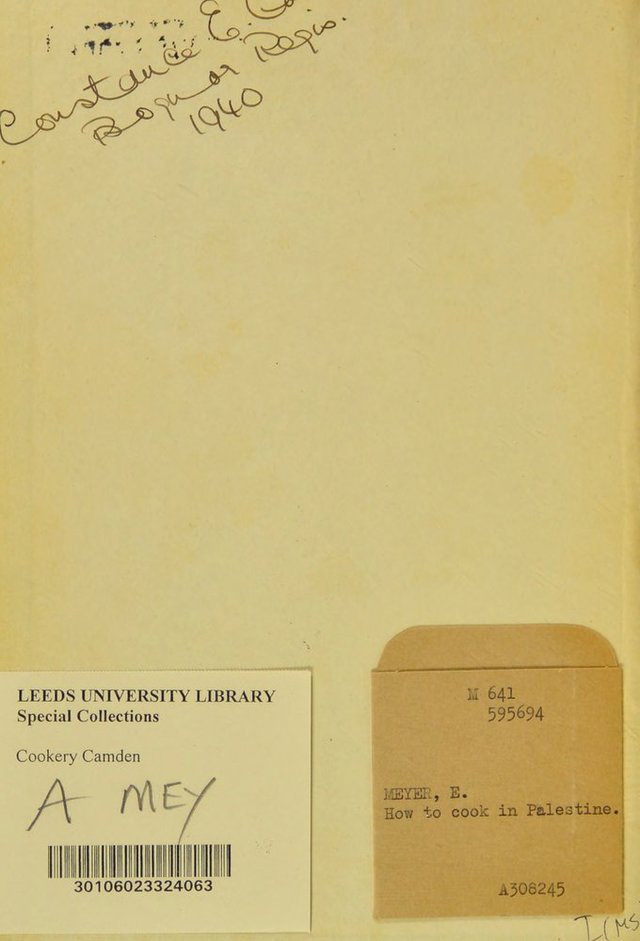 Constance E.
Bognor Regis.
1940
LEEDS UNIVERSITY LIBRARY
Special Collections
Cookery Camden
A MEY
30106023324063
M 641
595694
MEYER, E.
How to cook in Palestine.
A308245